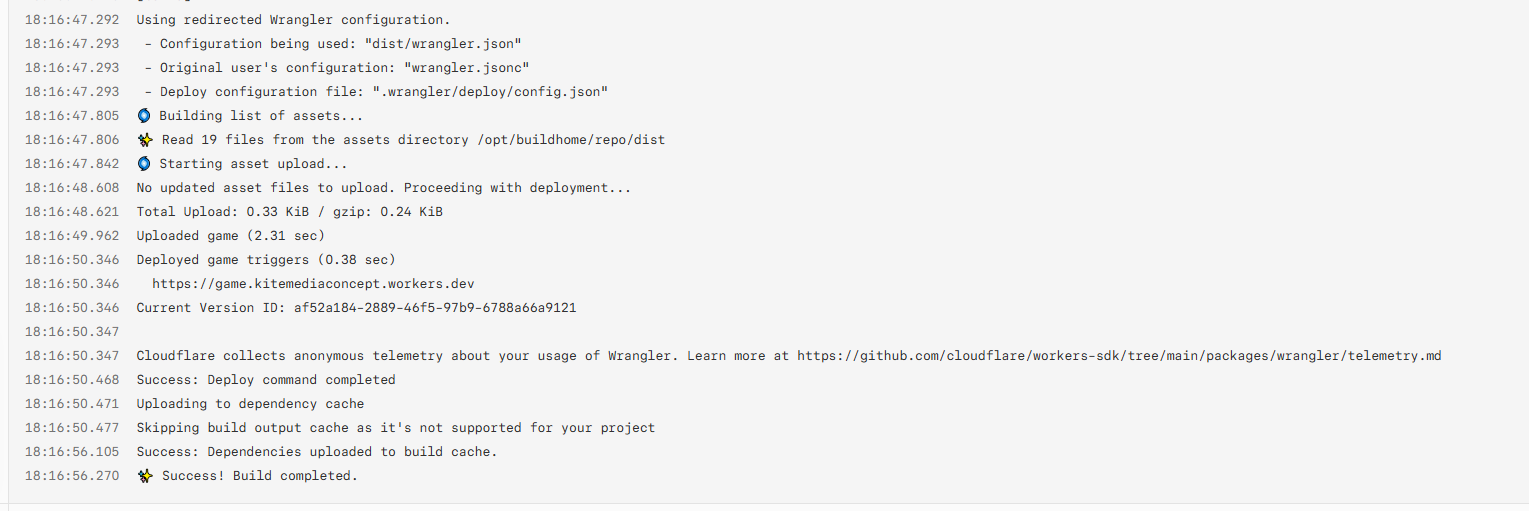 18:16:47.292 Using redirected Wrangler configuration.
18:16:47.293 - Configuration being used: "dist/wrangler.json"
18:16:47.293 - Original user's configuration: "wrangler.jsonc"
18:16:47.293 - Deploy configuration file: ".wrangler/deploy/config.json"
18:16:47.805 🌀 Building list of assets...
18:16:47.806 ✨ Read 19 files from the assets directory /opt/buildhome/repo/dist
18:16:47.842 🌀 Starting asset upload...
18:16:48.608 No updated asset files to upload. Proceeding with deployment...
18:16:48.621 Total Upload: 0.33 KiB / gzip: 0.24 KiB
18:16:49.962 Uploaded game (2.31 sec)
18:16:50.346 Deployed game triggers (0.38 sec)
18:16:50.346 https://game.kitemediaconcept.workers.dev
18:16:50.346 Current Version ID: af52a184-2889-46f5-97b9-6788a66a9121
18:16:50.347
18:16:50.347 Cloudflare collects anonymous telemetry about your usage of Wrangler. Learn more at https://github.com/cloudflare/workers-sdk/tree/main/packages/wrangler/telemetry.md
18:16:50.468 Success: Deploy command completed
18:16:50.471 Uploading to dependency cache
18:16:50.477 Skipping build output cache as it's not supported for your project
18:16:56.105 Success: Dependencies uploaded to build cache.
18:16:56.270 ✨ Success! Build completed.